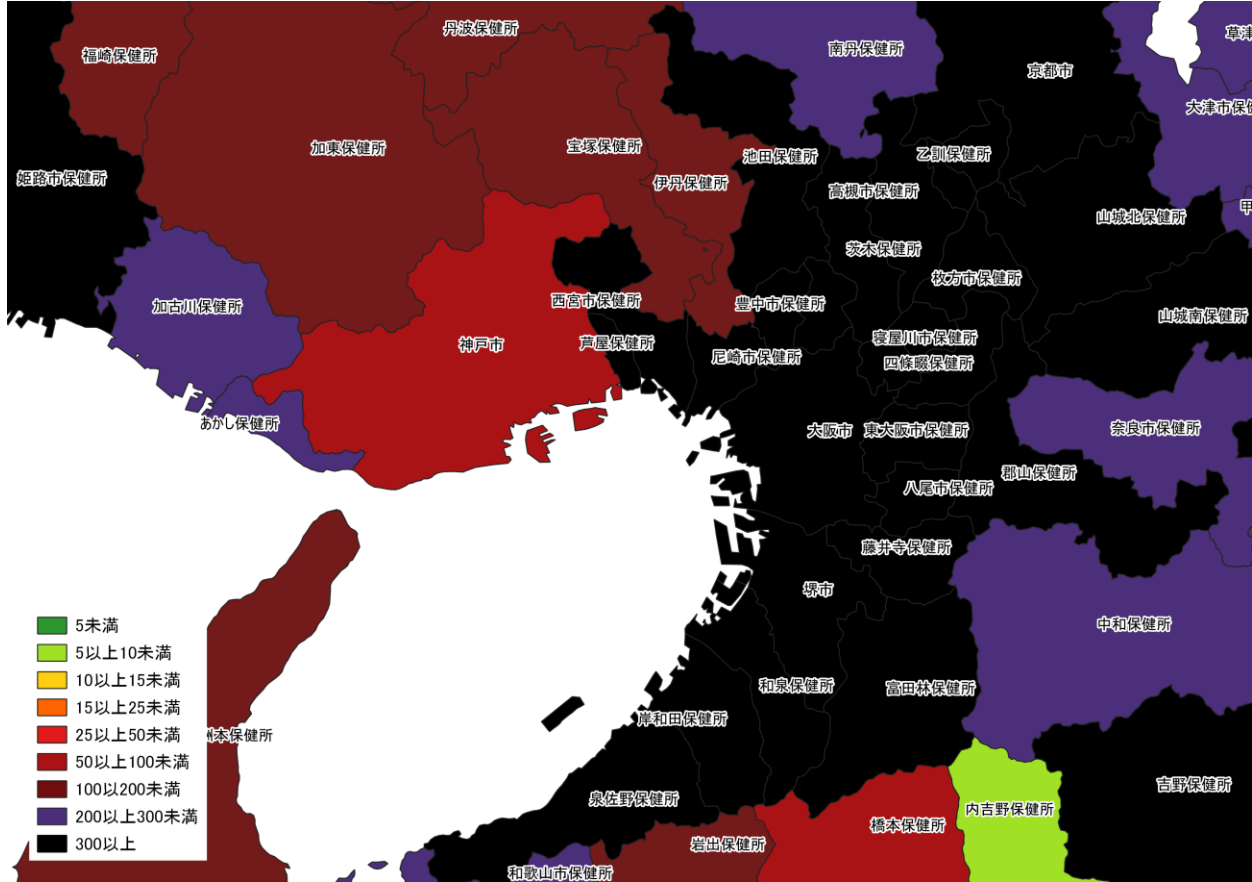 丹波保健所
草津
福崎保健所
南丹保健所
京都市
大津市保健
加東保健所
宝塚保健所
池田保健所
乙訓保健所
姫路市保健所
伊丹保健所
高槻市保健所
甲
山城北保健所
茨木保健所
枚方市保健所
加古川保健所
西宮市保健所
豊中市保健所
山城南保健所
神戸市
芦屋保健所
尼崎市保健所
寝屋川市保健所
四條畷保健所
あかし保健所
大阪市
東大阪市保健所
奈良市保健所
郡山保健所
八尾市保健所
藤井寺保健所
堺市
中和保健所
和泉保健所
富田林保健所
岸和田保健所
本保健所
吉野保健所
泉佐野保健所
内吉野保健所
橋本保健所
岩出保健所
和歌山市保健所
5未満
5以上10未満
10以上15未満
15以上25未満
25以上50未満
50以上100未満
100以200未満
200以上300未満
300以上